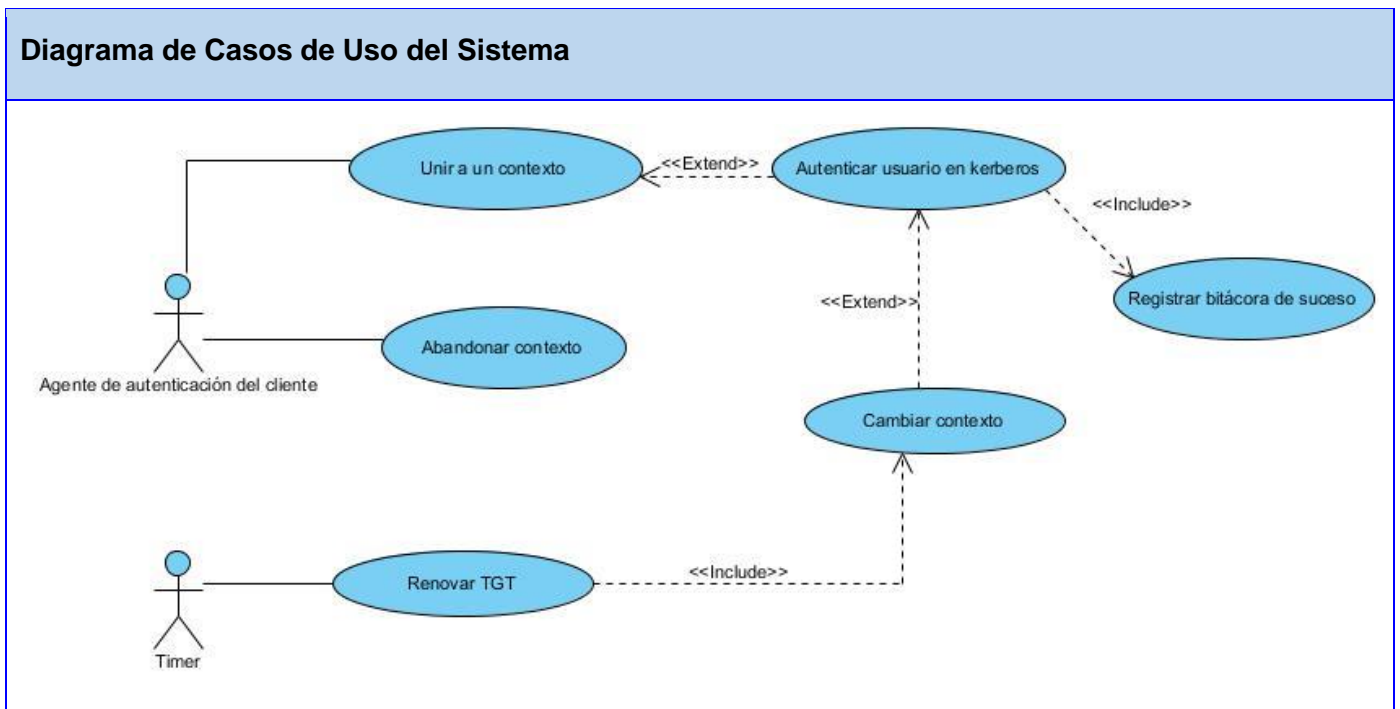 Diagrama de Casos de Uso del Sistema
Unir a un contexto
<<Extend>>
Autenticar usuario en kerberos
<<Include>>
Registrar bitácora de suceso
<<Extend>>
Abandonar contexto
Agente de autenticación del cliente
Cambiar contexto
Renovar TGT
<<Include>>
Timer